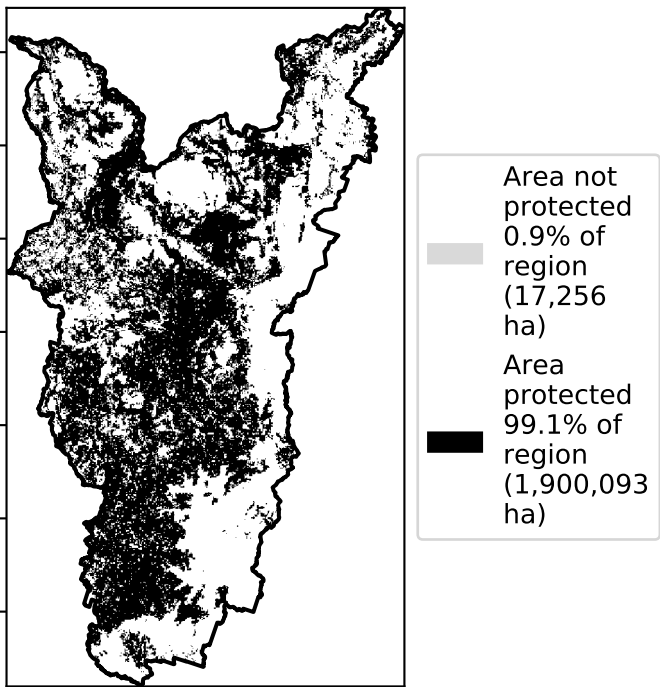 Area not
protected
0.9% of
region
(17,256
ha)
Area
protected
99.1% of
region
(1,900,093
ha)